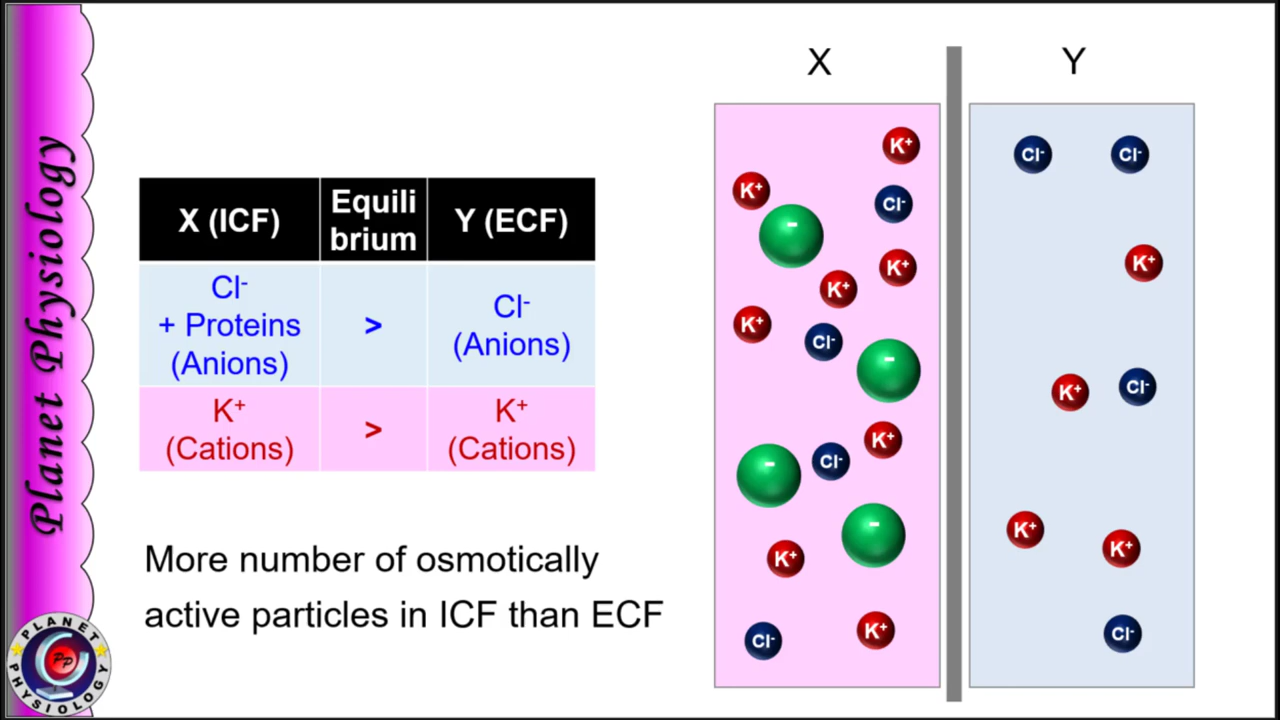 Planet Physiology
X (ICF)
Equili
brium
Y (ECF)
Cl-
+ Proteins
(Anions)
>
Cl-
(Anions)
K+
(Cations)
>
K+
(Cations)
More number of osmotically
active particles in ICF than ECF
PLANET
PP
PHYSIOLOGY
X
Y
K+
K+
Cl-
-
K+
K+
K+
Cl-
-
K+
Cl-
-
-
K+
K+
Cl-
Cl-
Cl-
K+
K+
Cl-
K+
K+
Cl-